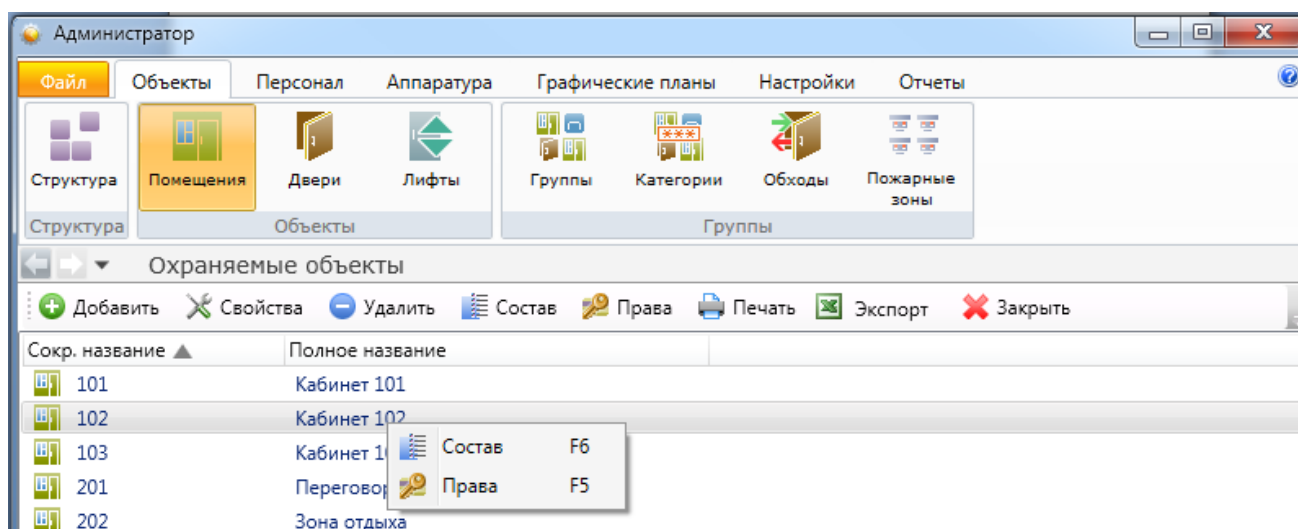 Администратор
Файл Объекты Персонал Аппаратура Графические планы Настройки Отчеты
Структура Помещения Двери Лифты Группы Категории Обходы Пожарные зоны
Структура Объекты Группы
Охраняемые объекты
Добавить Свойства Удалить Состав Права Печать Экспорт Закрыть
Сокр. название Полное название
101 Кабинет 101
102 Кабинет 102
Состав F6
103 Кабинет 1
Права F5
201 Перегово
202 Зона отдыха